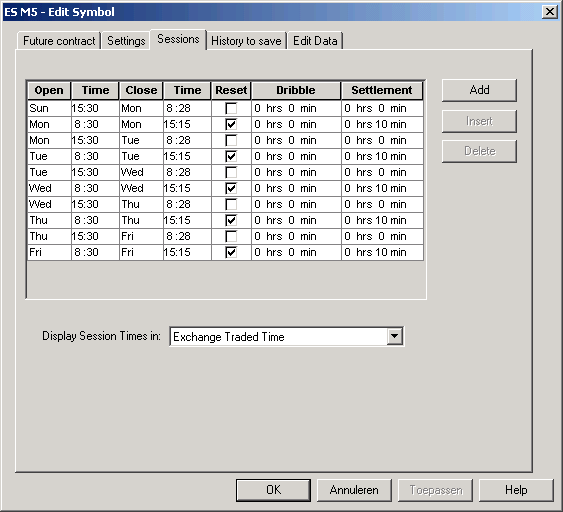 ES M5 - Edit Symbol
Future contract Settings Sessions History to save Edit Data
Open Time Close Time Reset Dribble Settlement
Sun 15:30 Mon 8:28 0 hrs 0 min 0 hrs 0 min
Mon 8:30 Mon 15:15 0 hrs 0 min 0 hrs 10 min
Mon 15:30 Tue 8:28 0 hrs 0 min 0 hrs 0 min
Tue 8:30 Tue 15:15 0 hrs 0 min 0 hrs 10 min
Tue 15:30 Wed 8:28 0 hrs 0 min 0 hrs 0 min
Wed 8:30 Wed 15:15 0 hrs 0 min 0 hrs 10 min
Wed 15:30 Thu 8:28 0 hrs 0 min 0 hrs 0 min
Thu 8:30 Thu 15:15 0 hrs 0 min 0 hrs 10 min
Thu 15:30 Fri 8:28 0 hrs 0 min 0 hrs 0 min
Fri 8:30 Fri 15:15 0 hrs 0 min 0 hrs 10 min
Add
Insert
Delete
Display Session Times in: Exchange Traded Time
OK Annuleren Toepassen Help